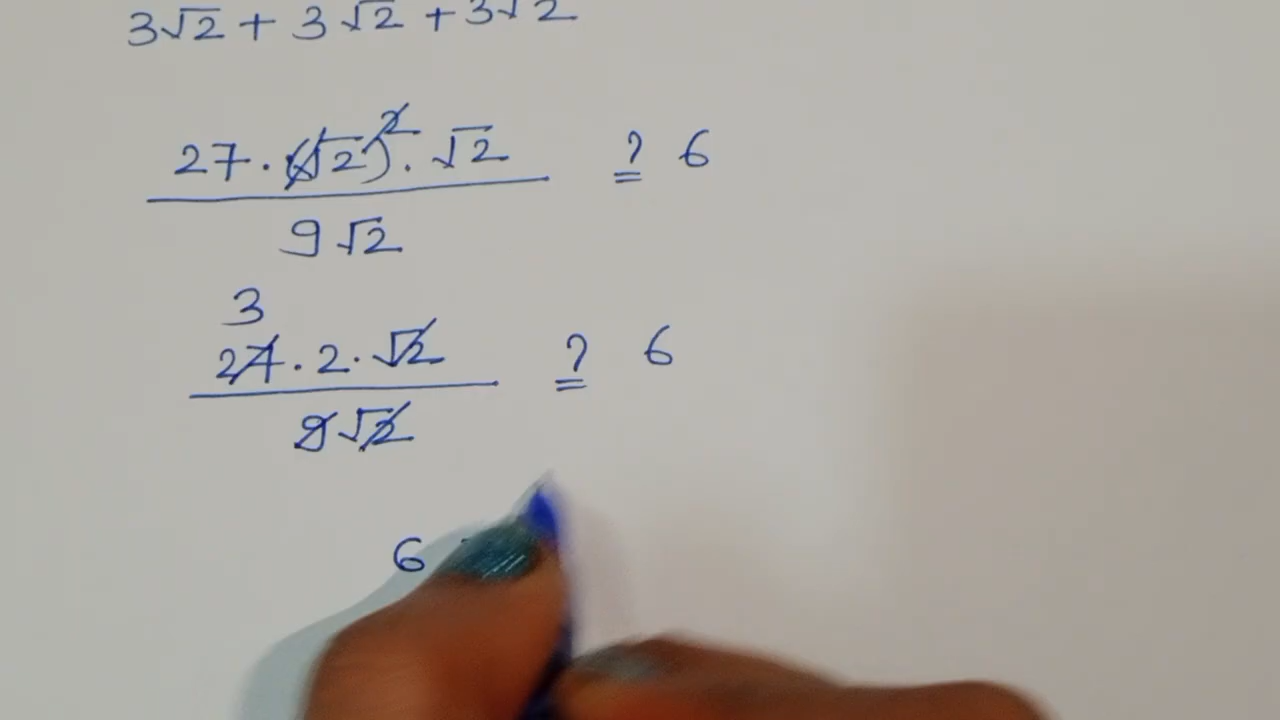 3√2 + 3√2 + 3√2
27 . (√2)² . √2
9√2
≟ 6
3
27 . 2 . √2
9√2
≟ 6
6